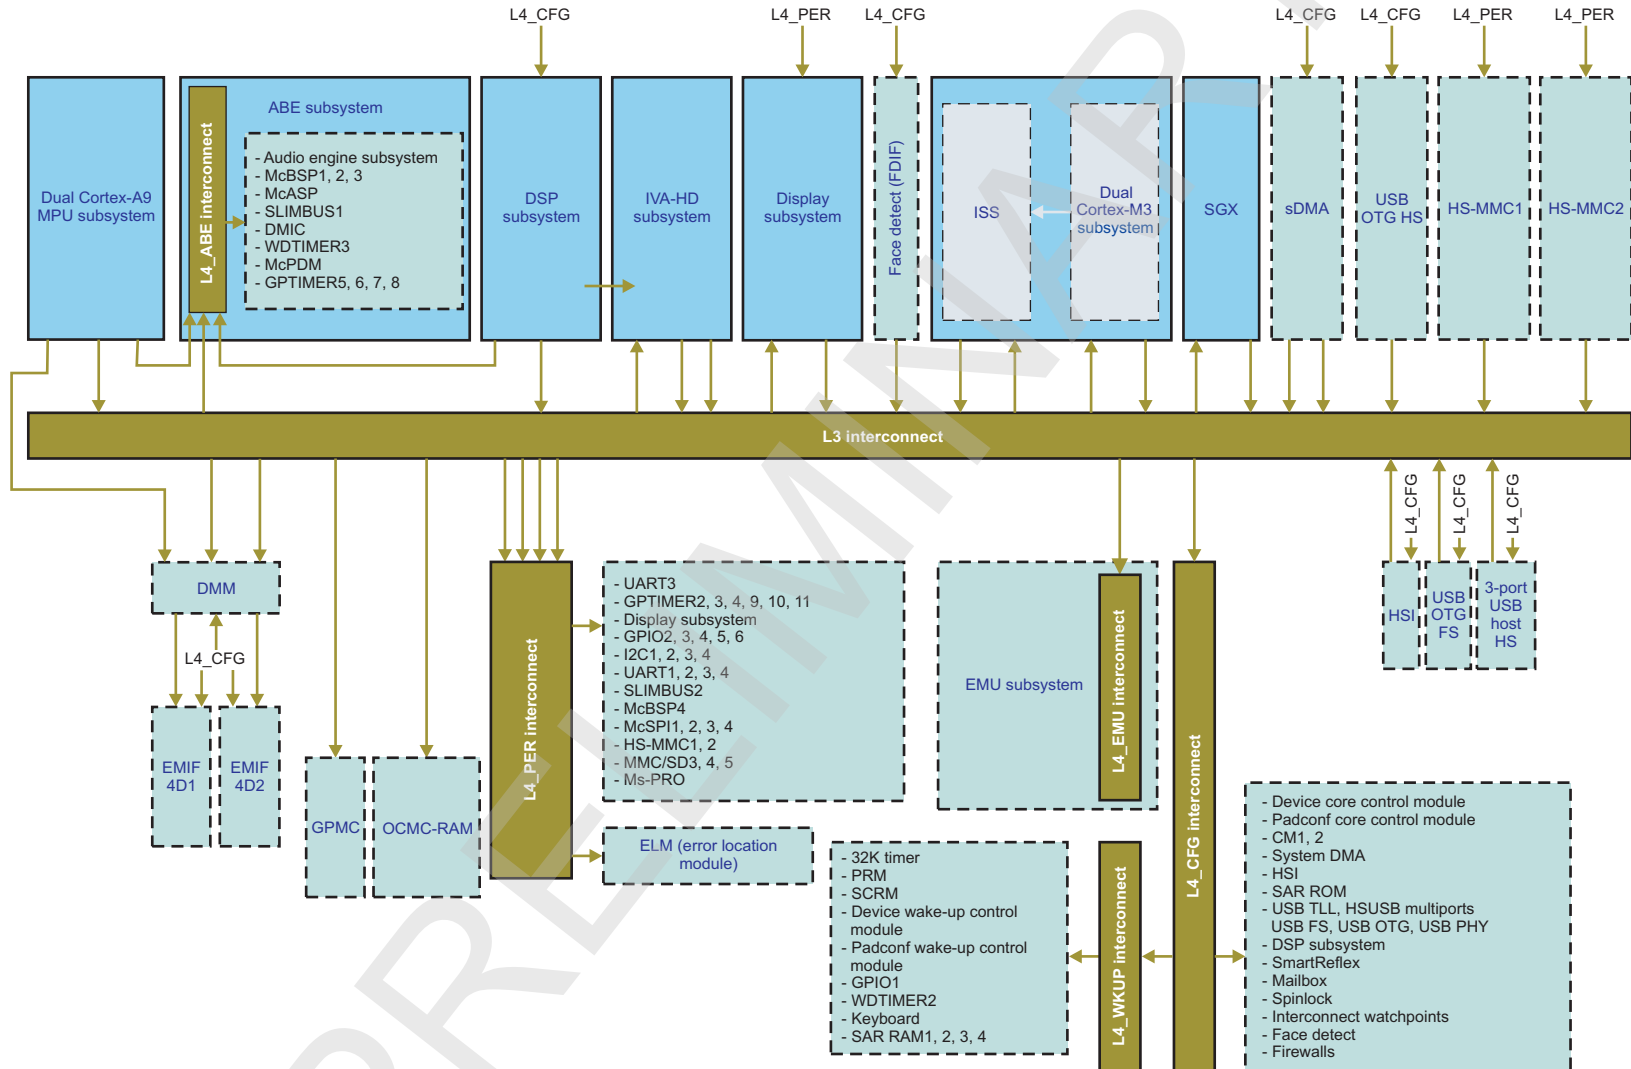 L4_CFG
L4_PER
L4_CFG
L4_CFG
L4_CFG
L4_PER
L4_PER
Dual Cortex-A9
MPU subsystem
ABE subsystem
L4_ABE interconnect
- Audio engine subsystem
- McBSP1, 2, 3
- McASP
- SLIMBUS1
- DMIC
- WDTIMER3
- McPDM
- GPTIMER5, 6, 7, 8
DSP
subsystem
IVA-HD
subsystem
Display
subsystem
Face detect (FDIF)
ISS
Dual
Cortex-M3
subsystem
SGX
sDMA
USB
OTG HS
HS-MMC1
HS-MMC2
L3 interconnect
L4_CFG
L4_CFG
L4_CFG
DMM
L4_CFG
EMIF
4D1
EMIF
4D2
GPMC
OCMC-RAM
L4_PER interconnect
- UART3
- GPTIMER2, 3, 4, 9, 10, 11
- Display subsystem
- GPIO2, 3, 4, 5, 6
- I2C1, 2, 3, 4
- UART1, 2, 3, 4
- SLIMBUS2
- McBSP4
- McSPI1, 2, 3, 4
- HS-MMC1, 2
- MMC/SD3, 4, 5
- Ms-PRO
ELM (error location
module)
EMU subsystem
L4_EMU interconnect
L4_CFG interconnect
HSI
USB
OTG
FS
3-port
USB
host
HS
- 32K timer
- PRM
- SCRM
- Device wake-up control
module
- Padconf wake-up control
module
- GPIO1
- WDTIMER2
- Keyboard
- SAR RAM1, 2, 3, 4
L4_WKUP interconnect
- Device core control module
- Padconf core control module
- CM1, 2
- System DMA
- HSI
- SAR ROM
- USB TLL, HSUSB multiports
USB FS, USB OTG, USB PHY
- DSP subsystem
- SmartReflex
- Mailbox
- Spinlock
- Interconnect watchpoints
- Face detect
- Firewalls
PRELIMINAR